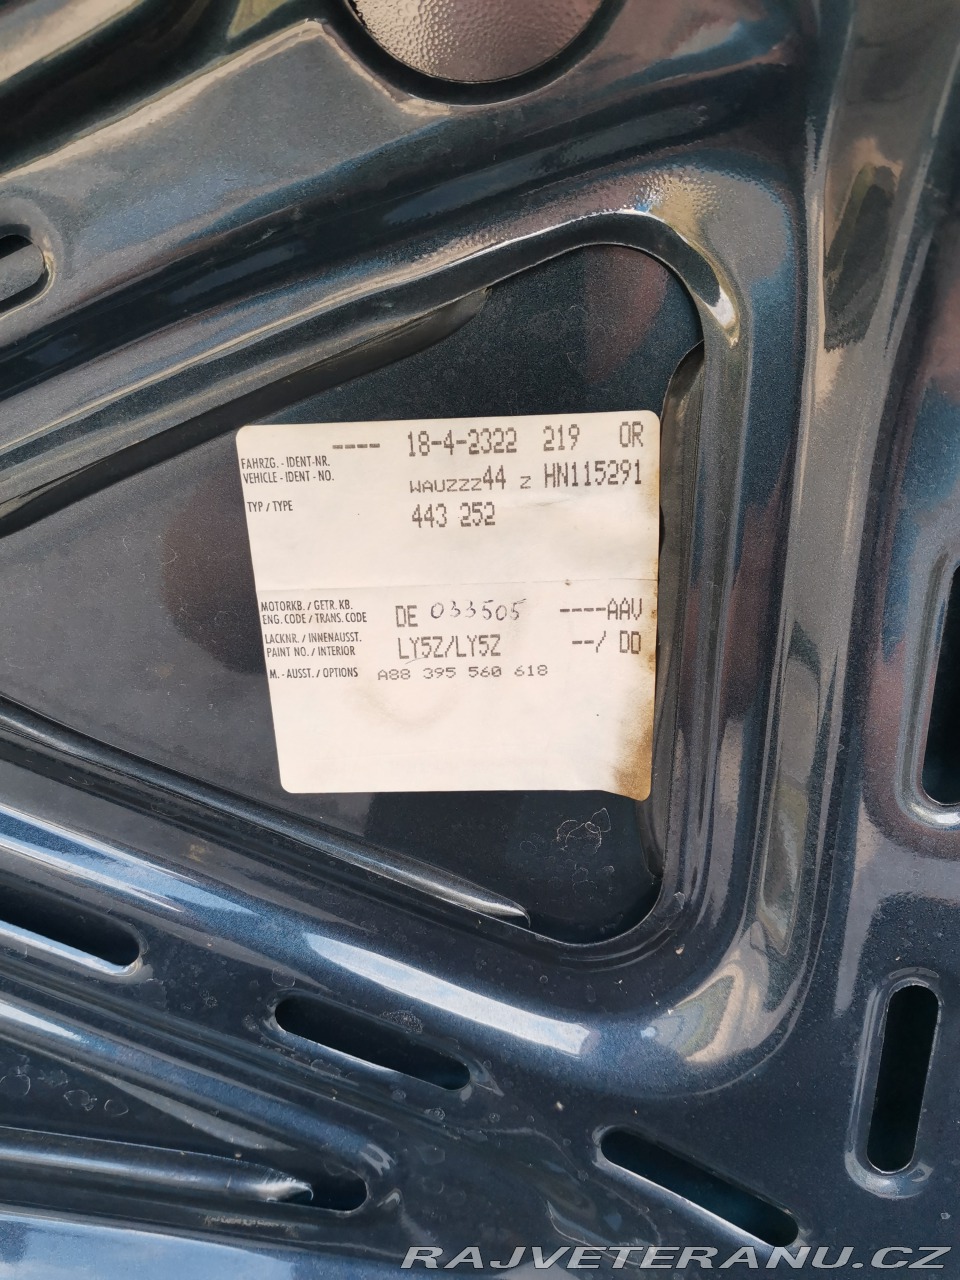 ---- 18-4-2322 219 OR
FAHRZG. - IDENT-NR.
VEHICLE - IDENT - NO.
WAUZZZ44 Z HN115291
TYP / TYPE
443 252
MOTORKB. / GETR. KB.
ENG. CODE / TRANS. CODE
DE 033505 ----AAV
LACKNR. / INNENAUSST.
PAINT NO. / INTERIOR
LY5Z/LY5Z --/ DD
M. - AUSST. / OPTIONS A88 395 560 618
RAJVETERANU.CZ